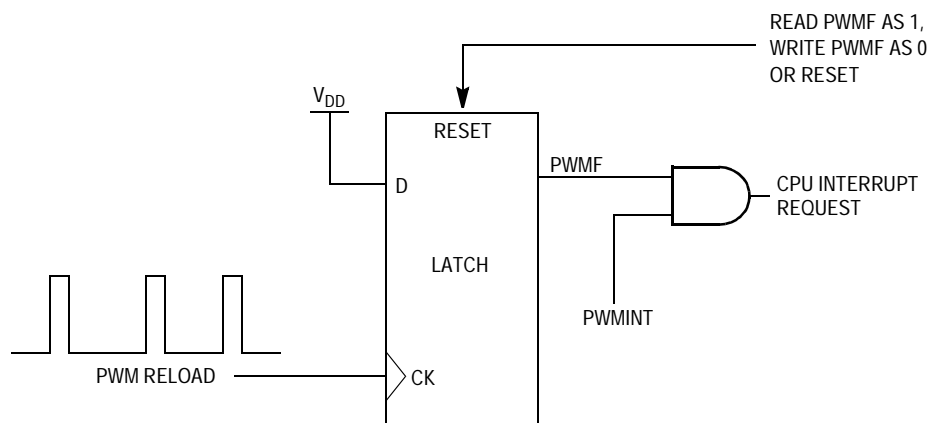 READ PWMF AS 1,
WRITE PWMF AS 0
OR RESET
VDD
RESET
D
PWMF
CPU INTERRUPT
REQUEST
LATCH
PWMINT
PWM RELOAD
CK